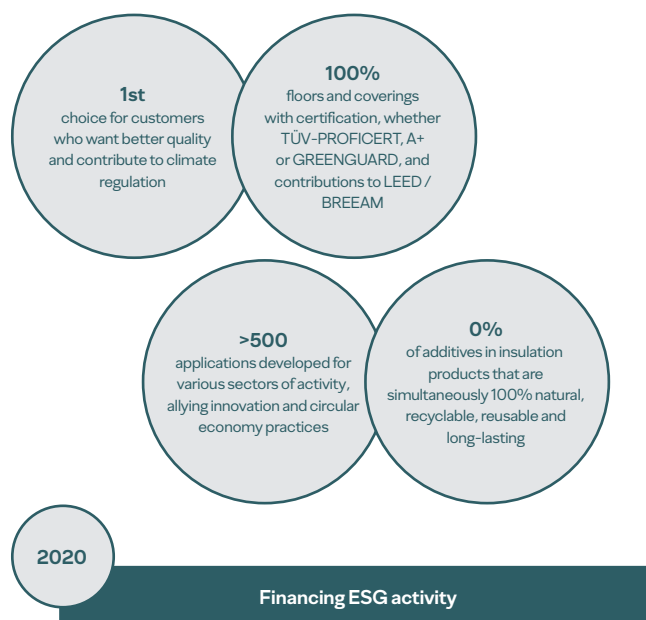 1st
choice for customers
who want better quality
and contribute to climate
regulation
100%
floors and coverings
with certification, whether
TÜV-PROFICERT, A+
or GREENGUARD, and
contributions to LEED /
BREEAM
>500
applications developed for
various sectors of activity,
allying innovation and circular
economy practices
0%
of additives in insulation
products that are
simultaneously 100% natural,
recyclable, reusable and
long-lasting
2020
Financing ESG activity